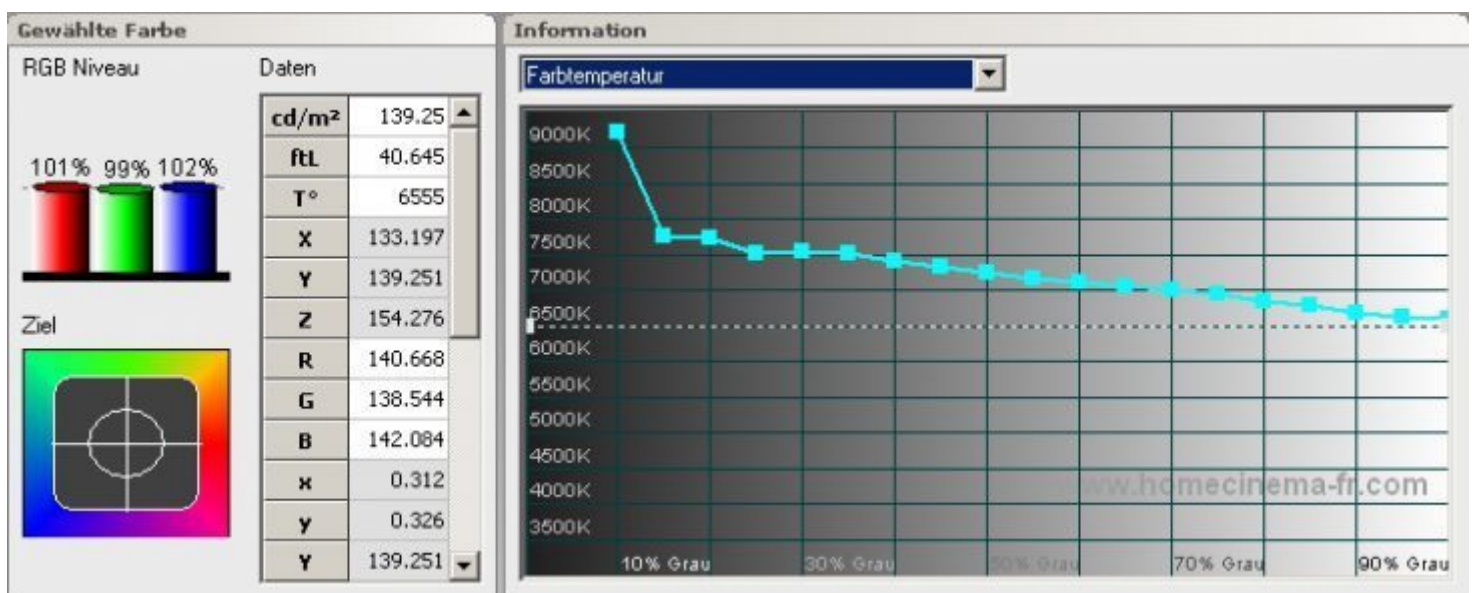 Gewählte Farbe
RGB Niveau
Daten
101% 99% 102%
cd/m² 139.25
ftL 40.645
T° 6555
X 133.197
Y 139.251
Z 154.276
R 140.668
G 138.544
B 142.084
x 0.312
y 0.326
Y 139.251
Ziel
Information
Farbtemperatur
9000K
8500K
8000K
7500K
7000K
6500K
6000K
5500K
5000K
4500K
4000K
3500K
www.homecinema-fr.com
10% Grau 30% Grau 50% Grau 70% Grau 90% Grau